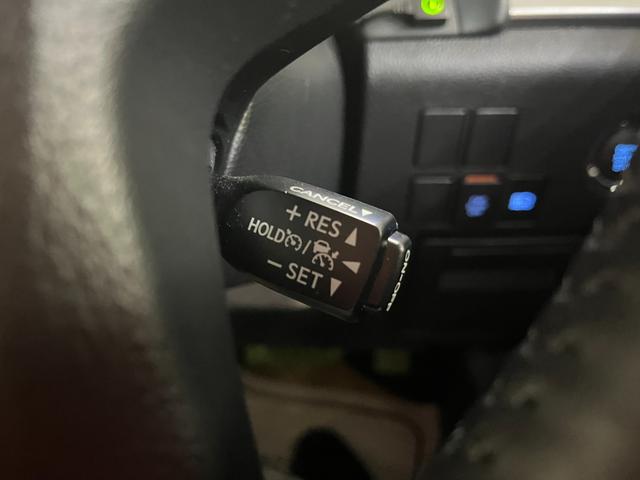 CANCEL▼
+ RES ▲
HOLD / ◀
− SET ▼
ON-OFF